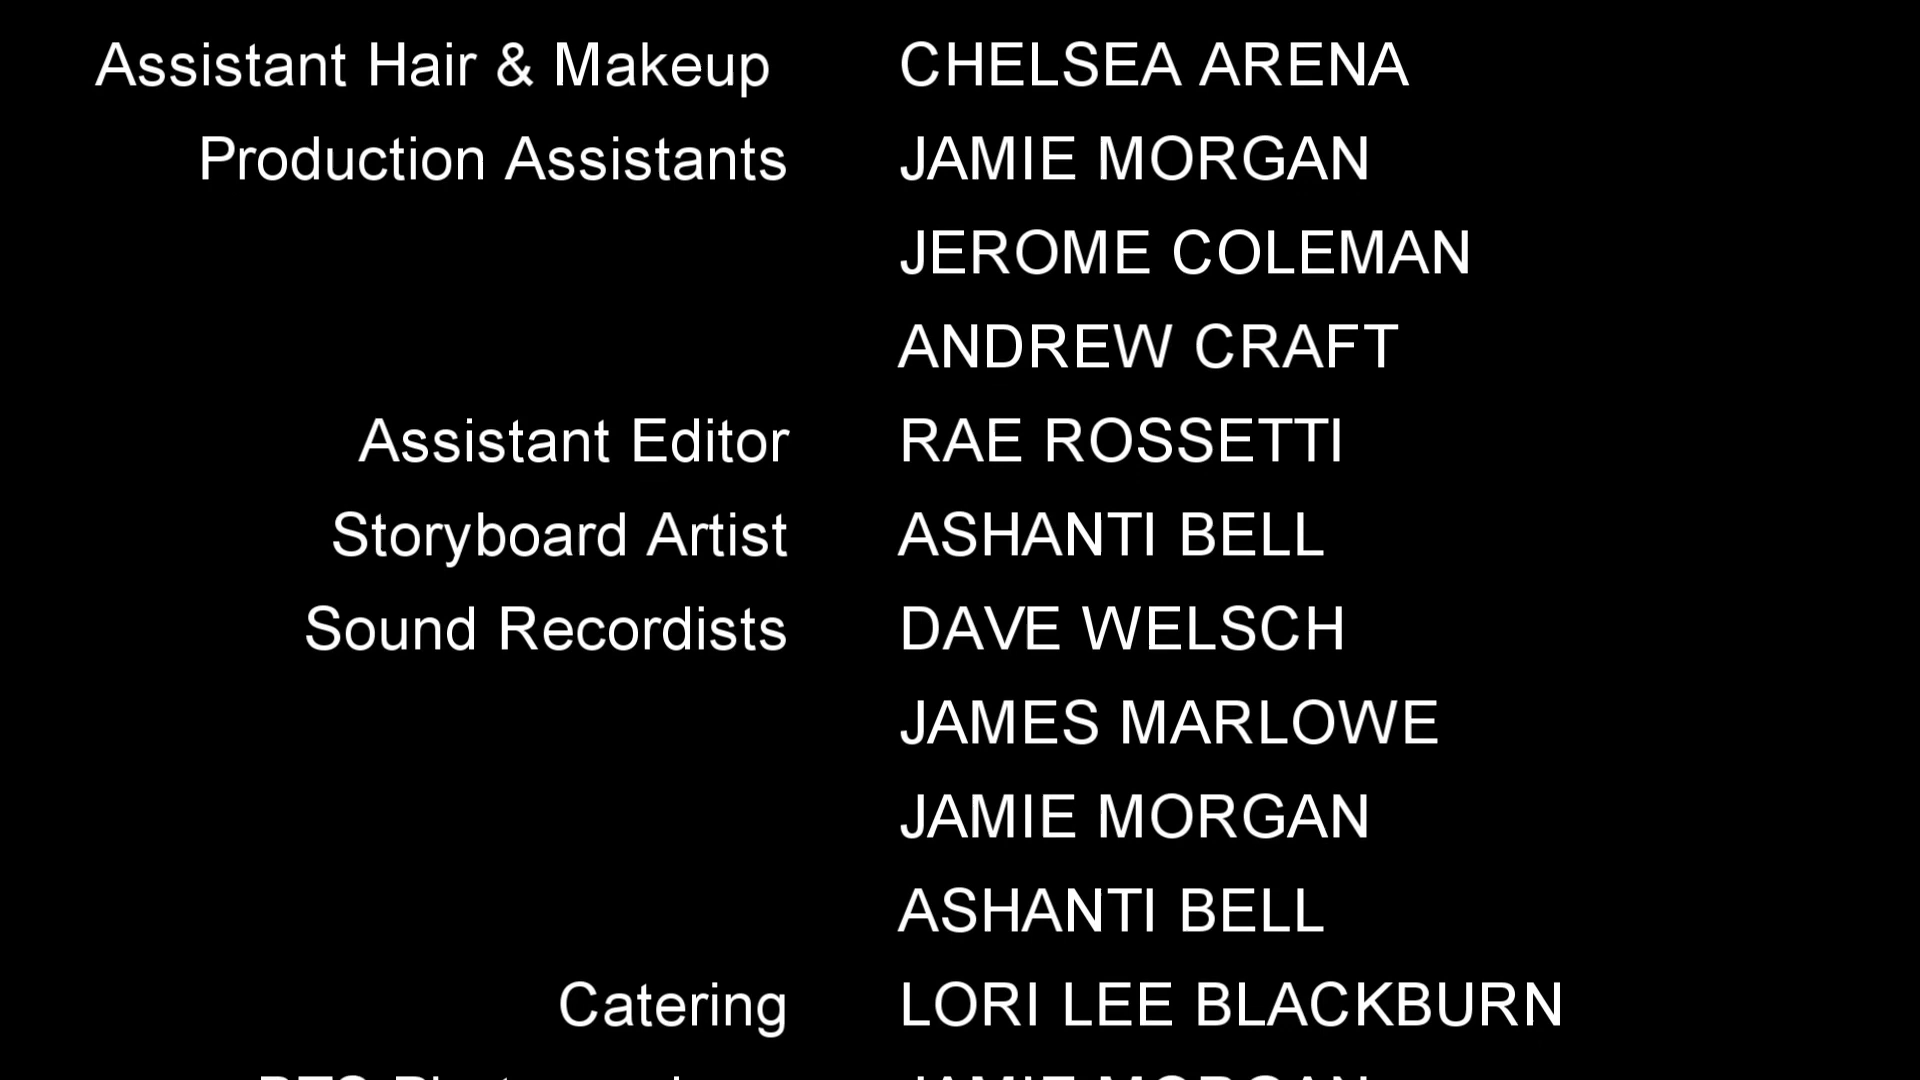 Assistant Hair & Makeup CHELSEA ARENA
Production Assistants JAMIE MORGAN
JEROME COLEMAN
ANDREW CRAFT
Assistant Editor RAE ROSSETTI
Storyboard Artist ASHANTI BELL
Sound Recordists DAVE WELSCH
JAMES MARLOWE
JAMIE MORGAN
ASHANTI BELL
Catering LORI LEE BLACKBURN
JAMIE MORGAN